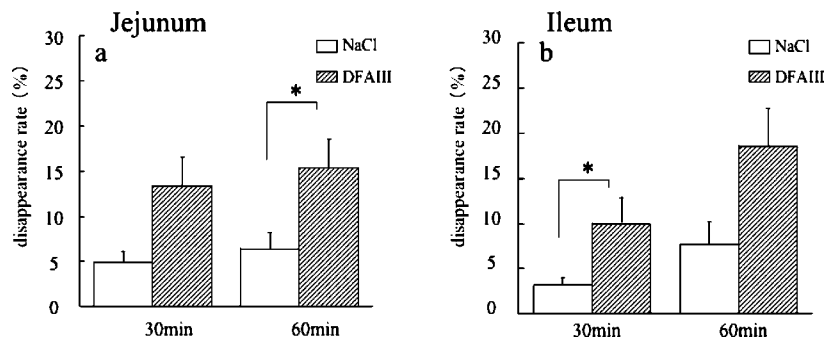 Jejunum
a
disappearance rate (%)
30
25
20
15
10
5
0
NaCl
DFAIII
*
30min
60min
Ileum
b
disappearance rate (%)
30
25
20
15
10
5
0
NaCl
DFAIII
*
30min
60min